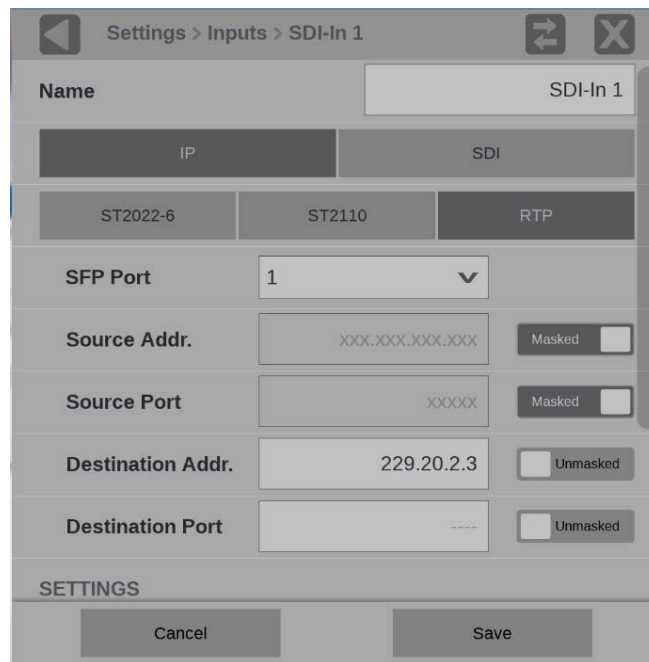 Settings > Inputs > SDI-In 1
Name SDI-In 1
IP SDI
ST2022-6 ST2110 RTP
SFP Port 1
Source Addr. xxx.xxx.xxx.xxx Masked
Source Port xxxxx Masked
Destination Addr. 229.20.2.3 Unmasked
Destination Port ---- Unmasked
SETTINGS
Cancel Save